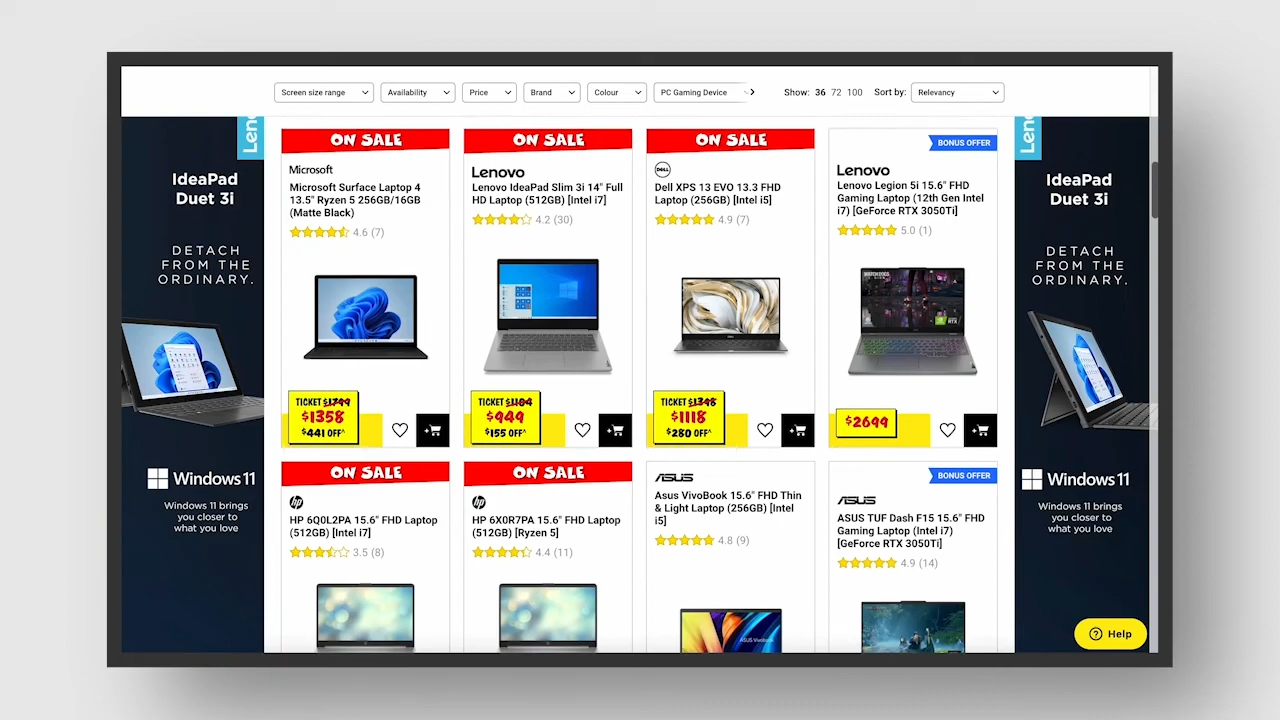 Screen size range
Availability
Price
Brand
Colour
PC Gaming Device
Show: 36 72 100
Sort by:
Relevancy
Len
IdeaPad
Duet 3i
DETACH
FROM THE
ORDINARY.
Windows 11
Windows 11 brings
you closer to
what you love
ON SALE
Microsoft
Microsoft Surface Laptop 4
13.5" Ryzen 5 256GB/16GB
(Matte Black)
4.6 (7)
TICKET $1799
$1358
$441 OFF^
ON SALE
Lenovo
Lenovo IdeaPad Slim 3i 14" Full
HD Laptop (512GB) [Intel i7]
4.2 (30)
TICKET $1104
$949
$155 OFF^
ON SALE
DELL
Dell XPS 13 EVO 13.3 FHD
Laptop (256GB) [Intel i5]
4.9 (7)
TICKET $1398
$1118
$280 OFF^
BONUS OFFER
Lenovo
Lenovo Legion 5i 15.6" FHD
Gaming Laptop (12th Gen Intel
i7) [GeForce RTX 3050Ti]
5.0 (1)
$2699
ON SALE
hp
HP 6Q0L2PA 15.6" FHD Laptop
(512GB) [Intel i7]
3.5 (8)
ON SALE
hp
HP 6X0R7PA 15.6" FHD Laptop
(512GB) [Ryzen 5]
4.4 (11)
ASUS
Asus VivoBook 15.6" FHD Thin
& Light Laptop (256GB) [Intel
i5]
4.8 (9)
BONUS OFFER
ASUS
ASUS TUF Dash F15 15.6" FHD
Gaming Laptop (Intel i7)
[GeForce RTX 3050Ti]
4.9 (14)
Len
IdeaPad
Duet 3i
DETACH
FROM THE
ORDINARY.
Windows 11
Windows 11 brings
you closer to
what you love
Help